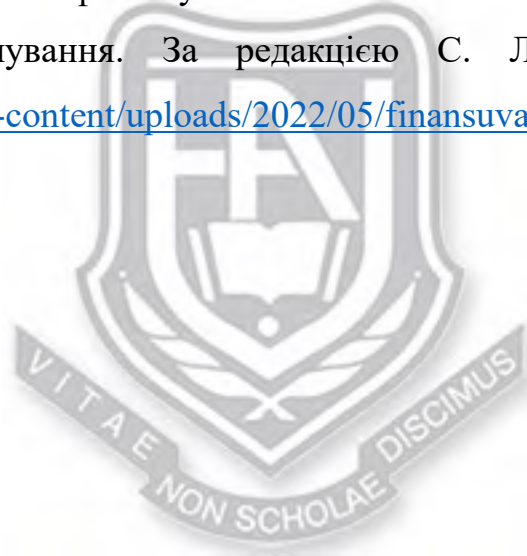 нування. За редакцією С. Л
-content/uploads/2022/05/finansuva
VITAE
NON SCHOLAE
DISCIMUS